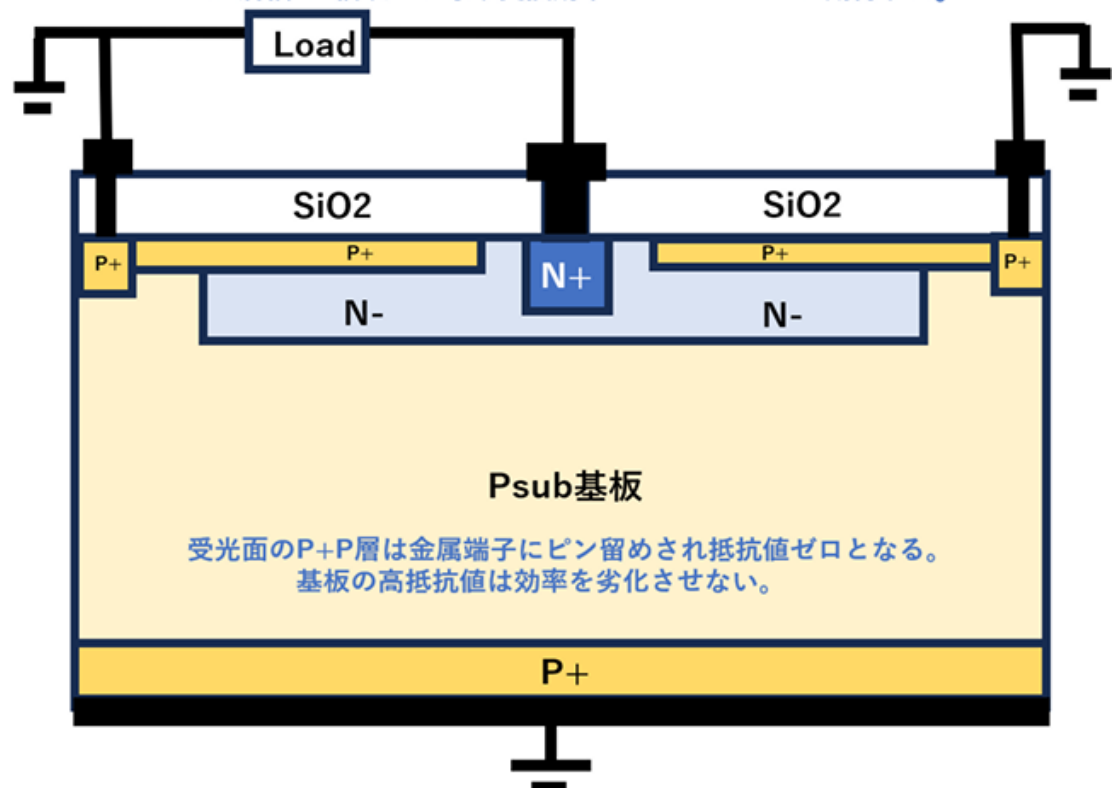 Load
SiO2
SiO2
P+
P+
N+
P+
P+
N-
N-
Psub基板
受光面のP+P層は金属端子にピン留めされ抵抗値ゼロとなる。
基板の高抵抗値は効率を劣化させない。
P+